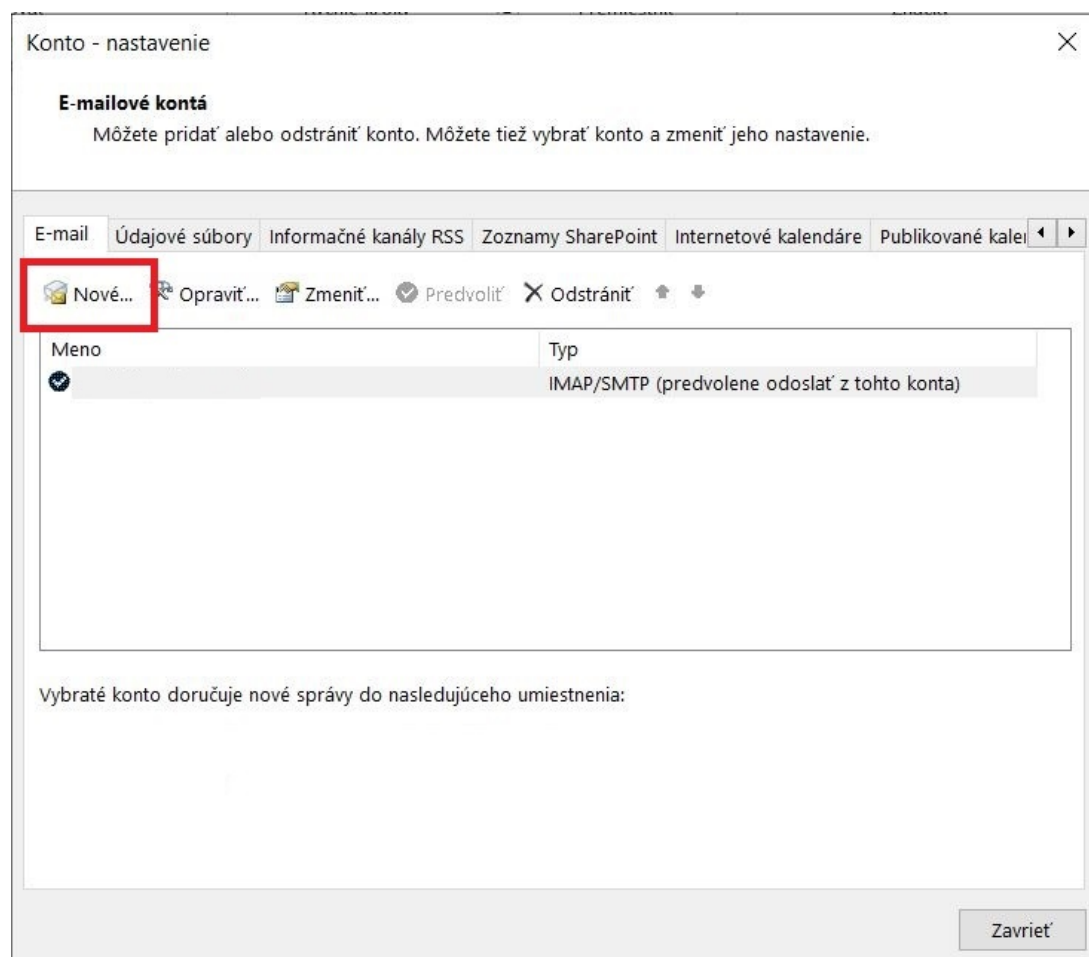 Konto - nastavenie
E-mailové kontá
Môžete pridať alebo odstrániť konto. Môžete tiež vybrať konto a zmeniť jeho nastavenie.
E-mail Údajové súbory Informačné kanály RSS Zoznamy SharePoint Internetové kalendáre Publikované kaler
Nové... Opraviť... Zmeniť... Predvoliť Odstrániť
Meno Typ
IMAP/SMTP (predvolene odoslať z tohto konta)
Vybraté konto doručuje nové správy do nasledujúceho umiestnenia:
Zavrieť